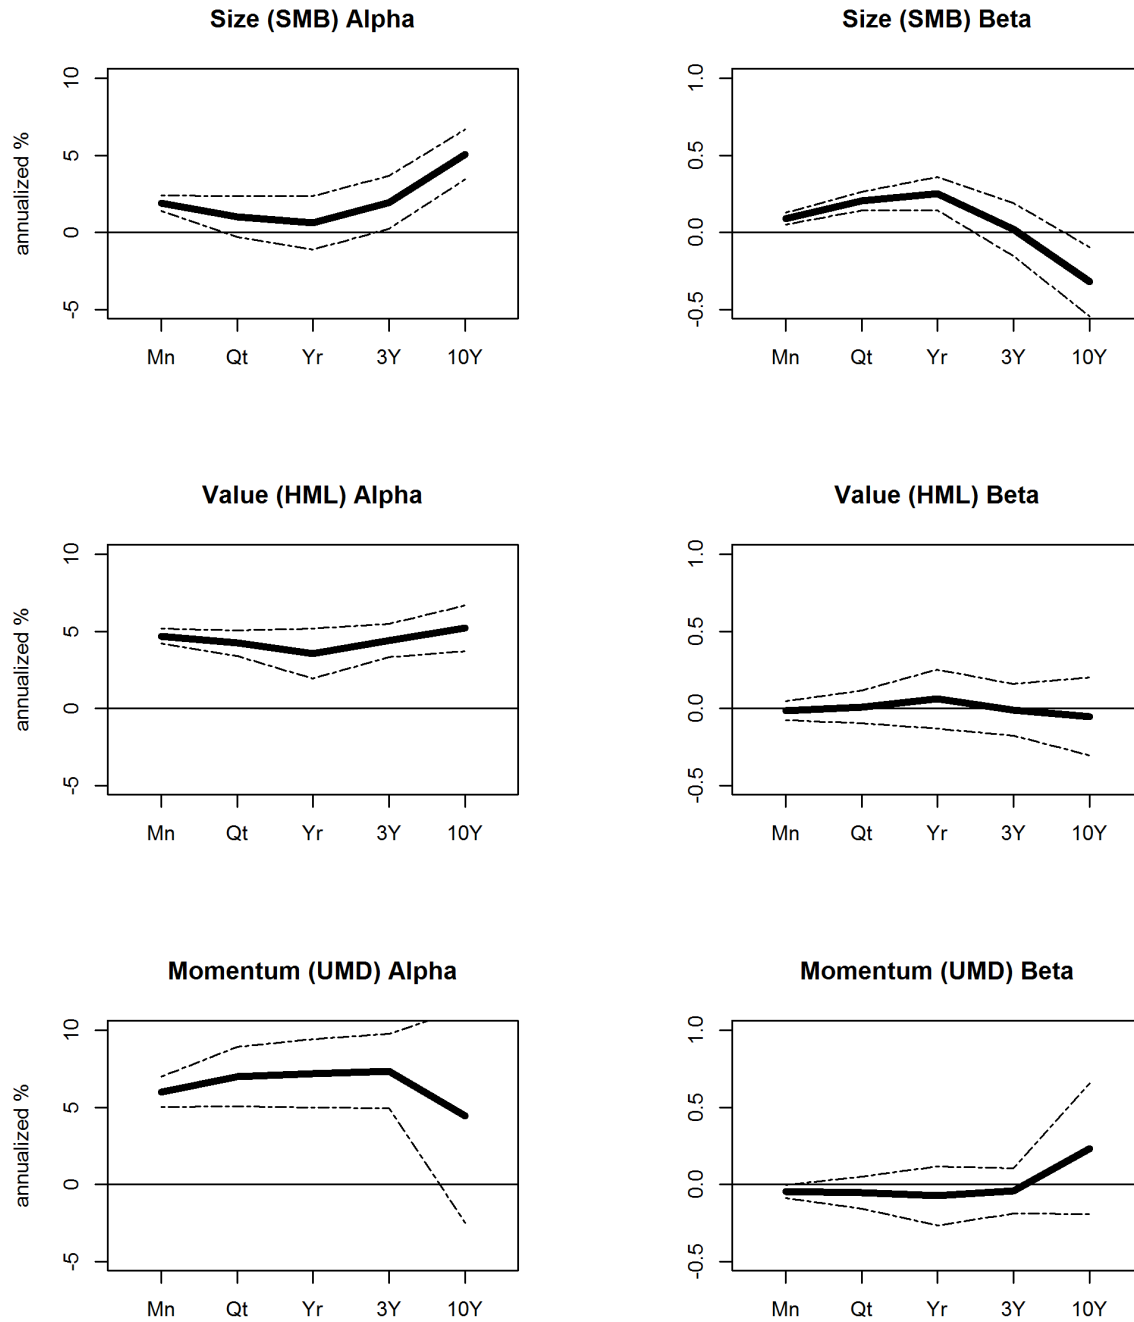 Size (SMB) Alpha
annualized %
10
5
0
-5
Mn Qt Yr 3Y 10Y
Size (SMB) Beta
1.0
0.5
0.0
-0.5
Mn Qt Yr 3Y 10Y
Value (HML) Alpha
annualized %
10
5
0
-5
Mn Qt Yr 3Y 10Y
Value (HML) Beta
1.0
0.5
0.0
-0.5
Mn Qt Yr 3Y 10Y
Momentum (UMD) Alpha
annualized %
10
5
0
-5
Mn Qt Yr 3Y 10Y
Momentum (UMD) Beta
1.0
0.5
0.0
-0.5
Mn Qt Yr 3Y 10Y